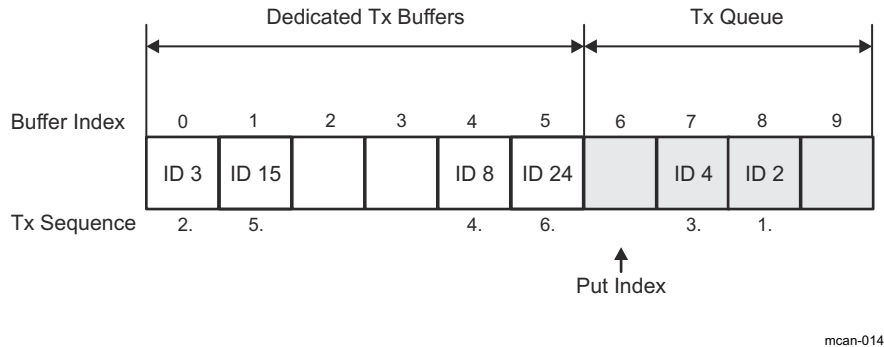 Dedicated Tx Buffers Tx Queue
Buffer Index 0 1 2 3 4 5 6 7 8 9
ID 3 ID 15 ID 8 ID 24 ID 4 ID 2
Tx Sequence 2. 5. 4. 6. 3. 1.
Put Index
mcan-014